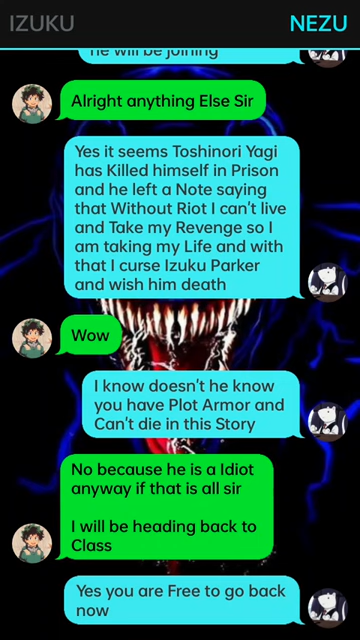 IZUKU
NEZU
he will be joining
Alright anything Else Sir
Yes it seems Toshinori Yagi
has Killed himself in Prison
and he left a Note saying
that Without Riot I can't live
and Take my Revenge so I
am taking my Life and with
that I curse Izuku Parker
and wish him death
Wow
I know doesn't he know
you have Plot Armor and
Can't die in this Story
No because he is a Idiot
anyway if that is all sir
I will be heading back to
Class
Yes you are Free to go back
now